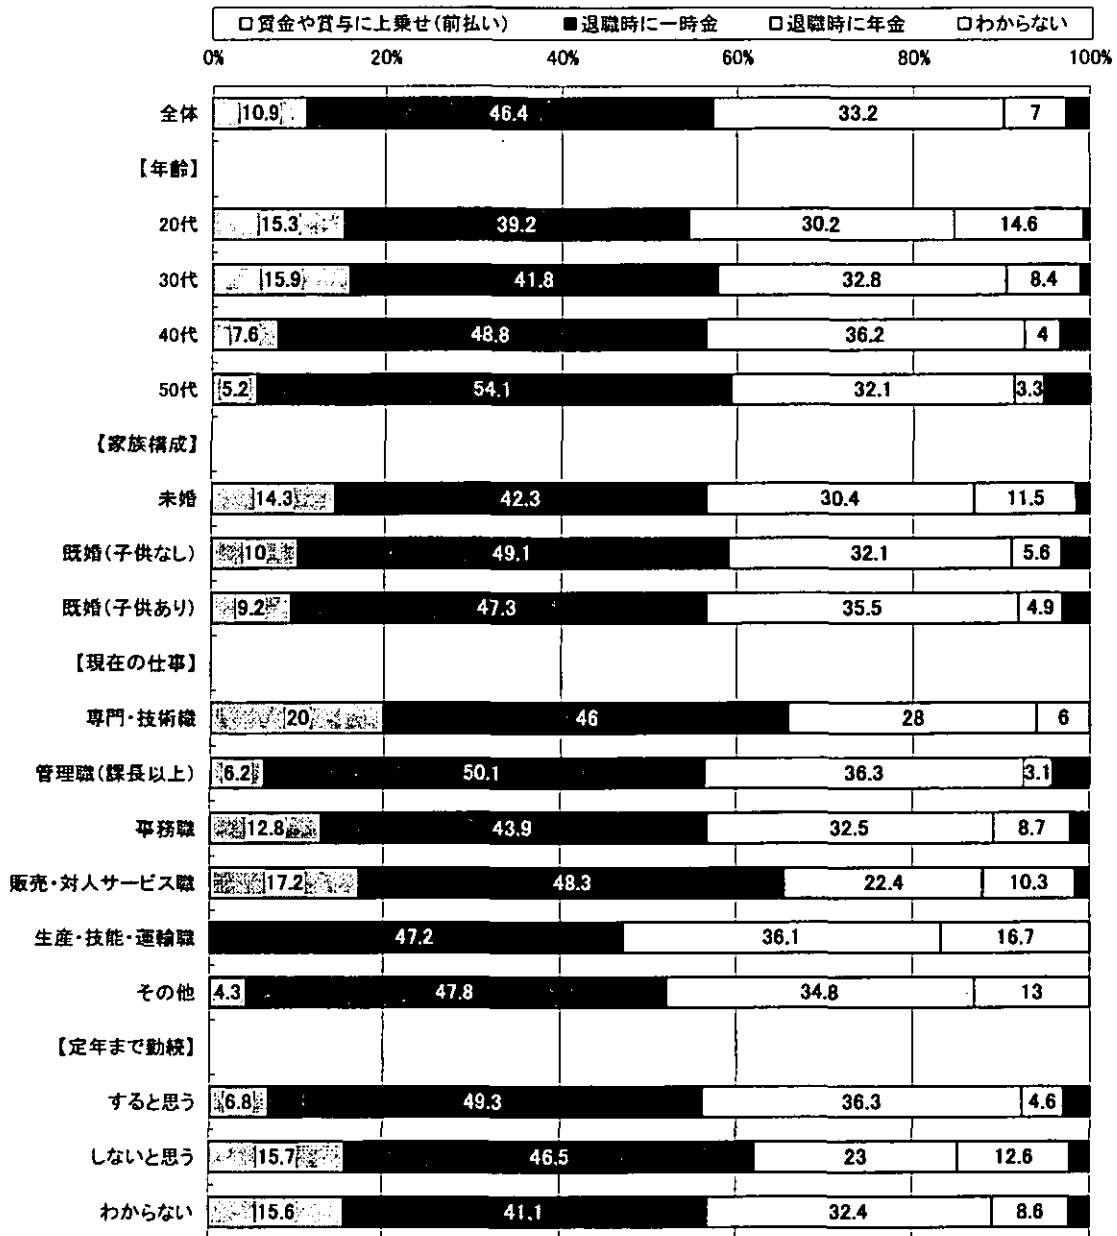 □賃金や賞与に上乗せ(前払い) ■退職時に一時金 □退職時に年金 □わからない
0% 20% 40% 60% 80% 100%
全体 10.9 46.4 33.2 7
【年齢】
20代 15.3 39.2 30.2 14.6
30代 15.9 41.8 32.8 8.4
40代 7.6 48.8 36.2 4
50代 5.2 54.1 32.1 3.3
【家族構成】
未婚 14.3 42.3 30.4 11.5
既婚(子供なし) 10 49.1 32.1 5.6
既婚(子供あり) 9.2 47.3 35.5 4.9
【現在の仕事】
専門・技術職 20 46 28 6
管理職(課長以上) 6.2 50.1 36.3 3.1
事務職 12.8 43.9 32.5 8.7
販売・対人サービス職 17.2 48.3 22.4 10.3
生産・技能・運輸職 47.2 36.1 16.7
その他 4.3 47.8 34.8 13
【定年まで勤続】
すると思う 6.8 49.3 36.3 4.6
しないと思う 15.7 46.5 23 12.6
わからない 15.6 41.1 32.4 8.6